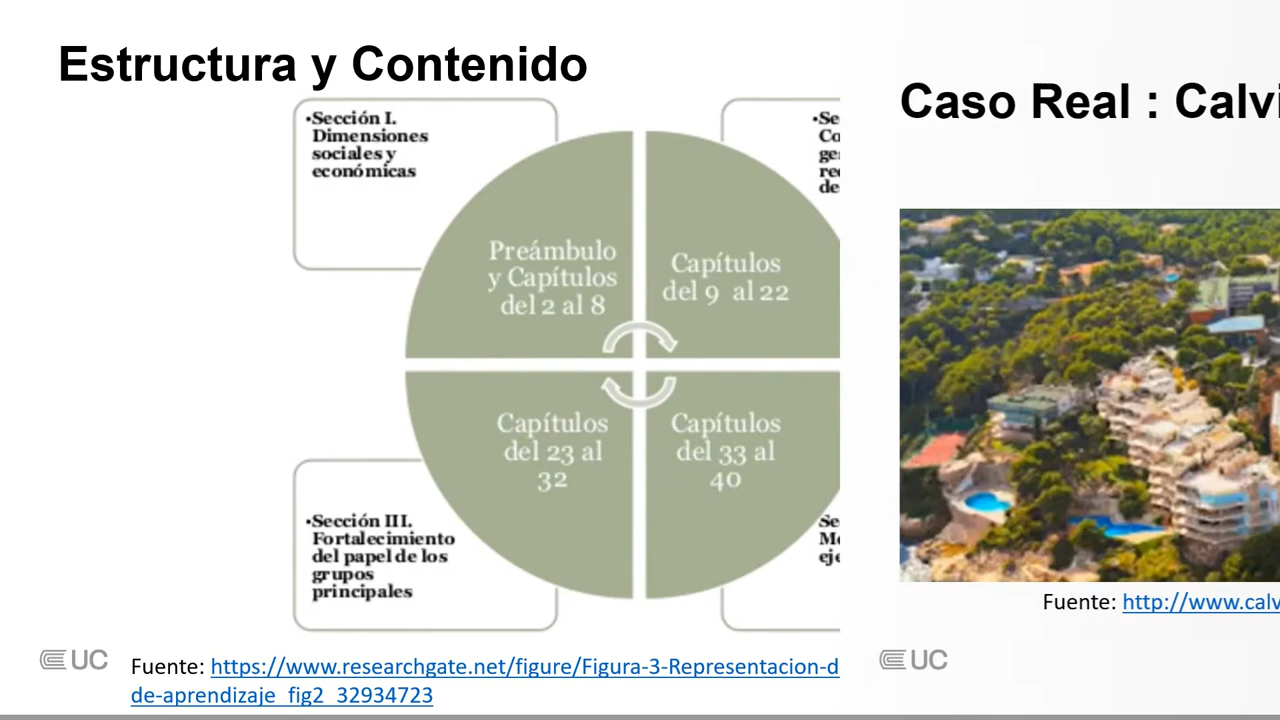 Estructura y Contenido
•Sección I.
Dimensiones
sociales y
económicas
Preámbulo
y Capítulos
del 2 al 8
Capítulos
del 9 al 22
Capítulos
del 23 al
32
Capítulos
del 33 al
40
•Sección III.
Fortalecimiento
del papel de los
grupos
principales
UC
Fuente: https://www.researchgate.net/figure/Figura-3-Representacion-d
de-aprendizaje_fig2_32934723
Caso Real : Calvi
Fuente: http://www.calv
UC